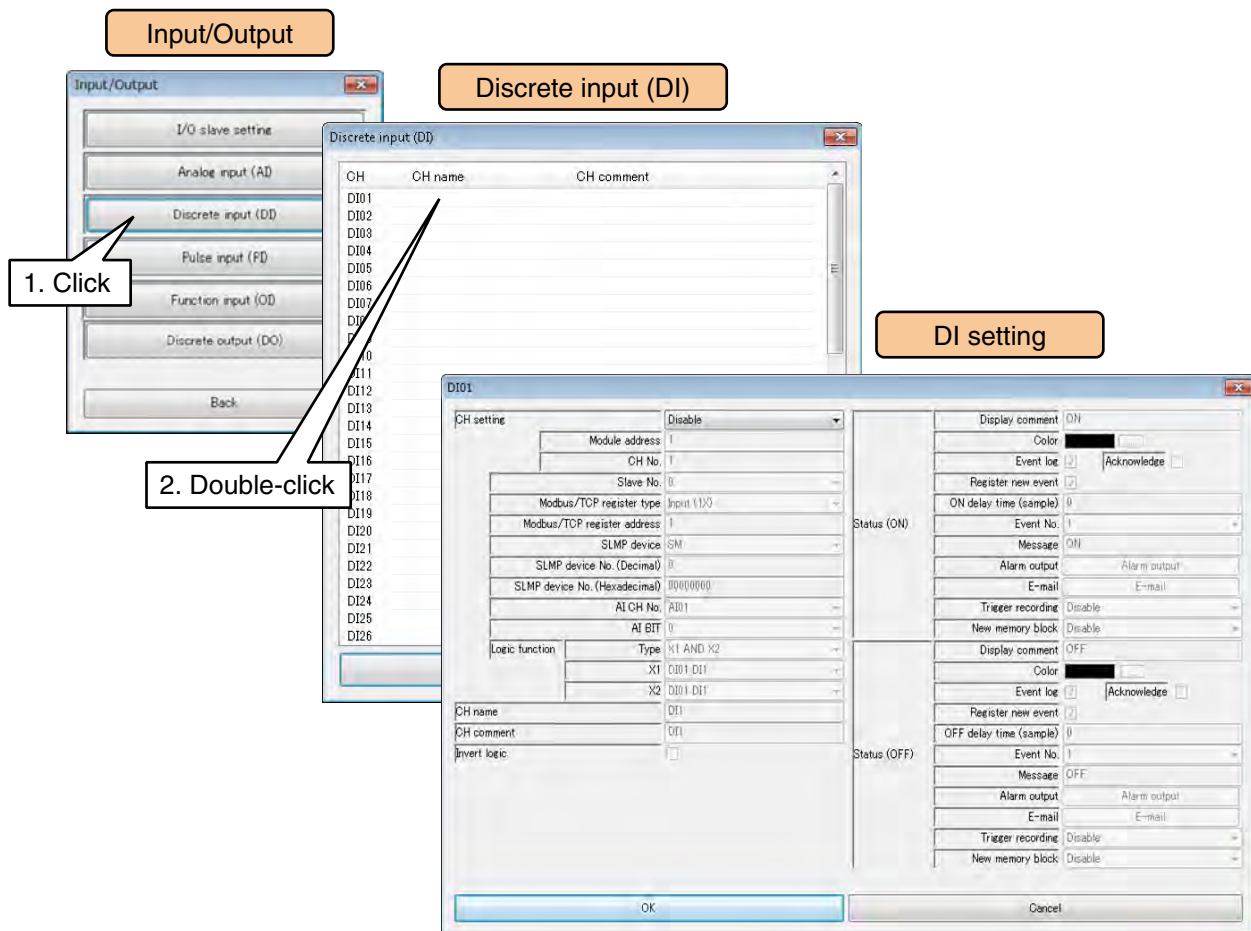 Input/Output
Input/Output
I/O slave setting
Analog input (AI)
Discrete input (DI)
Pulse input (PI)
Function input (OI)
Discrete output (DO)
Back
1. Click
Discrete input (DI)
Discrete input (DI)
CH CH name CH comment
DI01
DI02
DI03
DI04
DI05
DI06
DI07
DI11
DI12
DI13
DI14
DI15
DI16
DI17
DI18
DI19
DI20
DI21
DI22
DI23
DI24
DI25
DI26
2. Double-click
DI setting
DI01
CH setting Disable
Module address 1
CH No. 1
Slave No. 0
Modbus/TCP register type Input (1X)
Modbus/TCP register address 1
SLMP device SM
SLMP device No. (Decimal) 0
SLMP device No. (Hexadecimal) 00000000
AI CH No. AI01
AI BIT 0
Logic function Type X1 AND X2
X1 DI01 DI1
X2 DI01 DI1
CH name DI1
CH comment DI1
Invert logic
Status (ON)
Display comment ON
Color
Event log Acknowledge
Register new event
ON delay time (sample) 0
Event No. 1
Message ON
Alarm output Alarm output
E-mail E-mail
Trigger recording Disable
New memory block Disable
Status (OFF)
Display comment OFF
Color
Event log Acknowledge
Register new event
OFF delay time (sample) 0
Event No. 1
Message OFF
Alarm output Alarm output
E-mail E-mail
Trigger recording Disable
New memory block Disable
OK Cancel